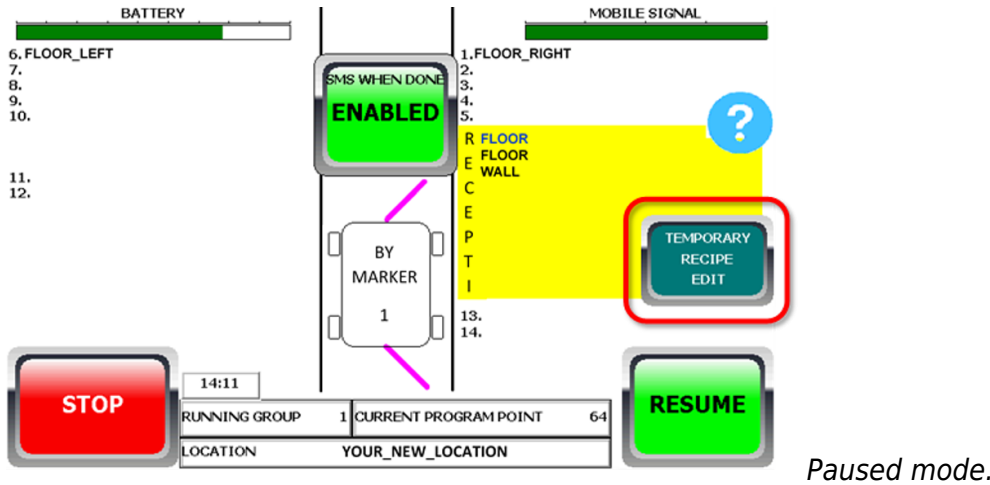 BATTERY
MOBILE SIGNAL
6. FLOOR_LEFT
7.
8.
9.
10.
11.
12.
SMS WHEN DONE
ENABLED
1. FLOOR_RIGHT
2.
3.
4.
5.
?
R
E
C
E
P
T
I
FLOOR
FLOOR
WALL
TEMPORARY
RECIPE
EDIT
13.
14.
BY
MARKER
1
STOP
14:11
RUNNING GROUP 1 CURRENT PROGRAM POINT 64
LOCATION YOUR_NEW_LOCATION
RESUME
Paused mode.